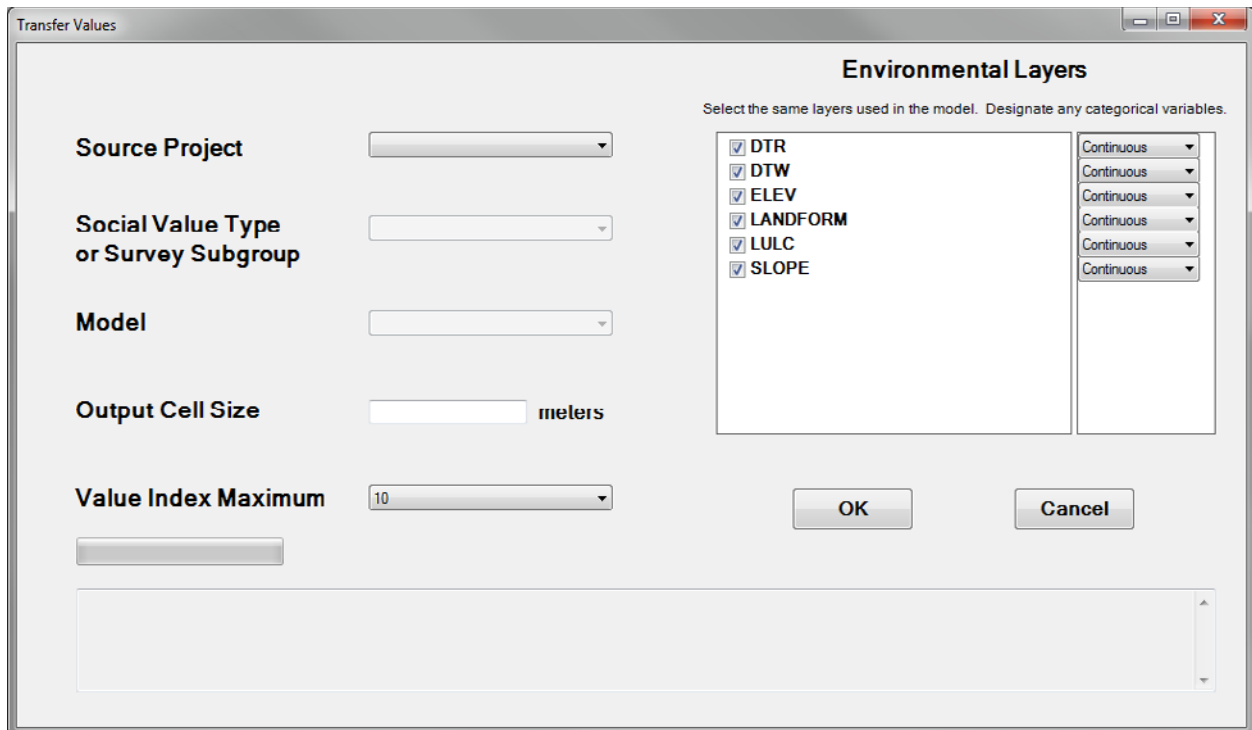 Transfer Values
Environmental Layers
Select the same layers used in the model. Designate any categorical variables.
Source Project
Social Value Type
or Survey Subgroup
Model
Output Cell Size
meters
Value Index Maximum
10
DTR
Continuous
DTW
Continuous
ELEV
Continuous
LANDFORM
Continuous
LULC
Continuous
SLOPE
Continuous
OK
Cancel